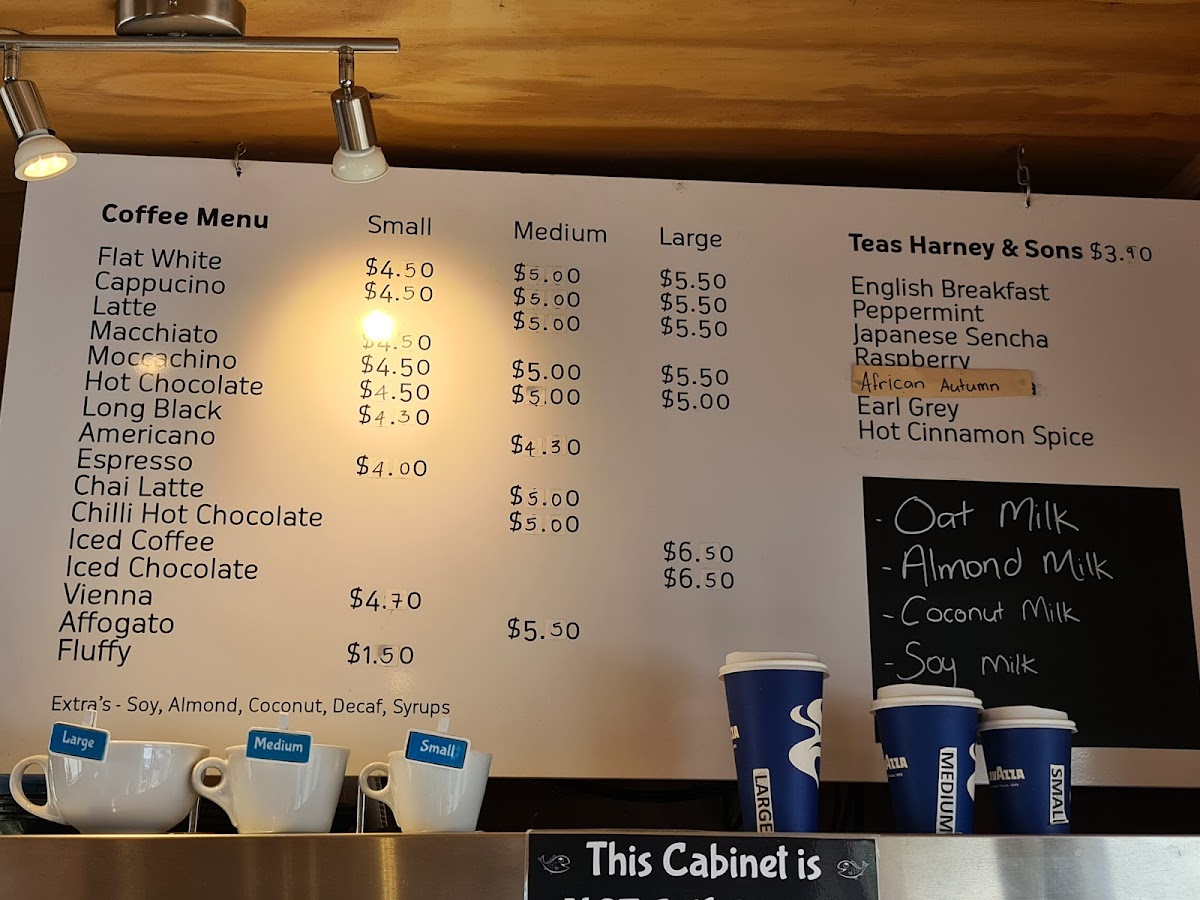 Coffee Menu Small Medium Large
Flat White $4.50 $5.00 $5.50
Cappucino $4.50 $5.00 $5.50
Latte $5.00 $5.50
Macchiato $4.50
Moccachino $4.50 $5.00 $5.50
Hot Chocolate $4.50 $5.00 $5.00
Long Black $4.30
Americano $4.30
Espresso $4.00
Chai Latte $5.00
Chilli Hot Chocolate $5.00
Iced Coffee $6.50
Iced Chocolate $6.50
Vienna $4.70
Affogato $5.50
Fluffy $1.50
Extra's - Soy, Almond, Coconut, Decaf, Syrups
Teas Harney & Sons $3.90
English Breakfast
Peppermint
Japanese Sencha
Raspberry
African Autumn
Earl Grey
Hot Cinnamon Spice
- Oat Milk
- Almond Milk
- Coconut Milk
- Soy Milk
Large
Medium
Small
LARGE
MEDIUM
SMALL
This Cabinet is